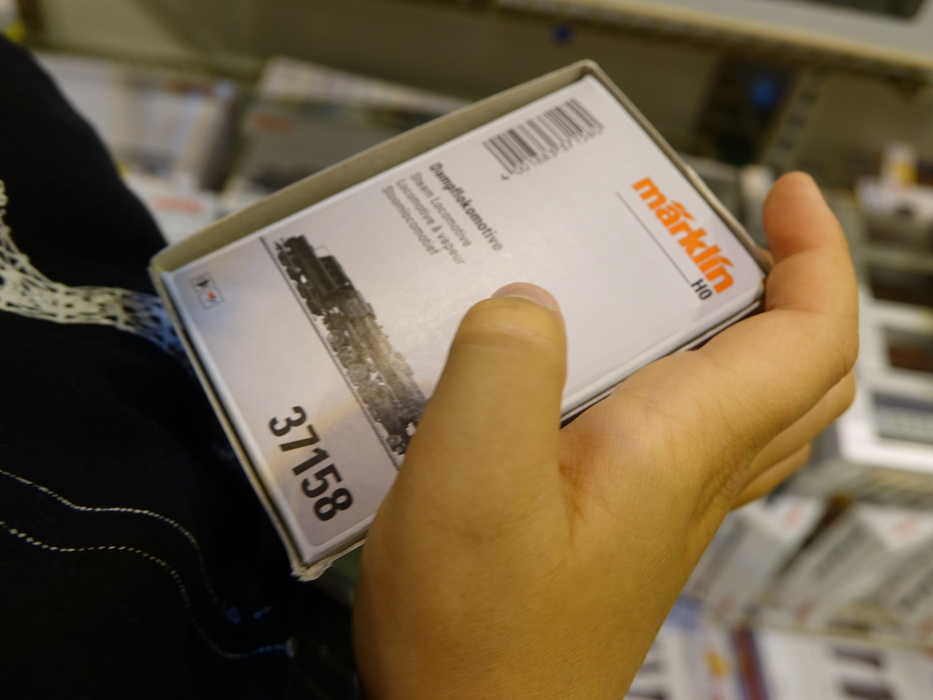 märklin
H0
Dampflokomotive
Steam Locomotive
Locomotive à vapeur
Stoomlocomotief
37158